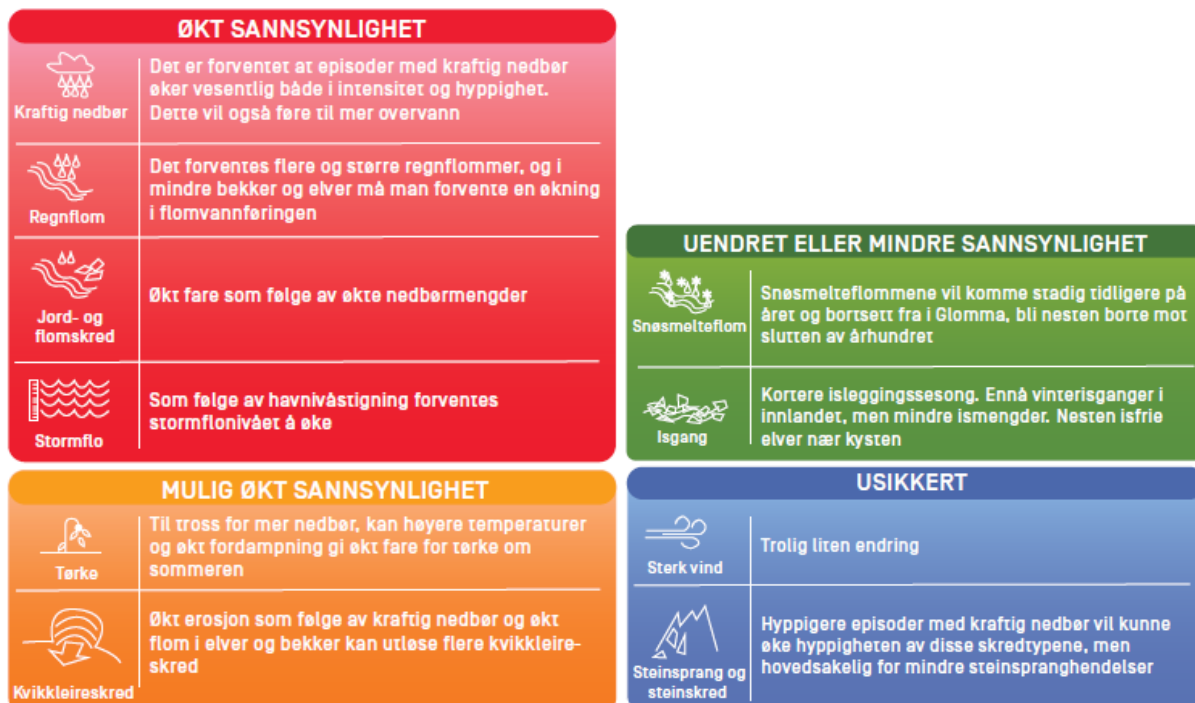 ØKT SANNSYNLIGHET
Kraftig nedbør
Det er forventet at episoder med kraftig nedbør
øker vesentlig både i intensitet og hyppighet.
Dette vil også føre til mer overvann
Regnflom
Det forventes flere og større regnflommer, og i
mindre bekker og elver må man forvente en økning
i flomvannføringen
Jord- og
flomskred
Økt fare som følge av økte nedbørmengder
Stormflo
Som følge av havnivåstigning forventes
stormflonivået å øke
UENDRET ELLER MINDRE SANNSYNLIGHET
Snøsmelteflom
Snøsmelteflommene vil komme stadig tidligere på
året og bortsett fra i Glomma, bli nesten borte mot
slutten av århundret
Isgang
Kortere isleggingssesong. Ennå vinterisganger i
innlandet, men mindre ismengder. Nesten isfrie
elver nær kysten
MULIG ØKT SANNSYNLIGHET
Tørke
Til tross for mer nedbør, kan høyere temperaturer
og økt fordampning gi økt fare for tørke om
sommeren
Kvikkleireskred
Økt erosjon som følge av kraftig nedbør og økt
flom i elver og bekker kan utløse flere kvikkleire-
skred
USIKKERT
Sterk vind
Trolig liten endring
Steinsprang og
steinskred
Hyppigere episoder med kraftig nedbør vil kunne
øke hyppigheten av disse skredtypene, men
hovedsakelig for mindre steinspranghendelser